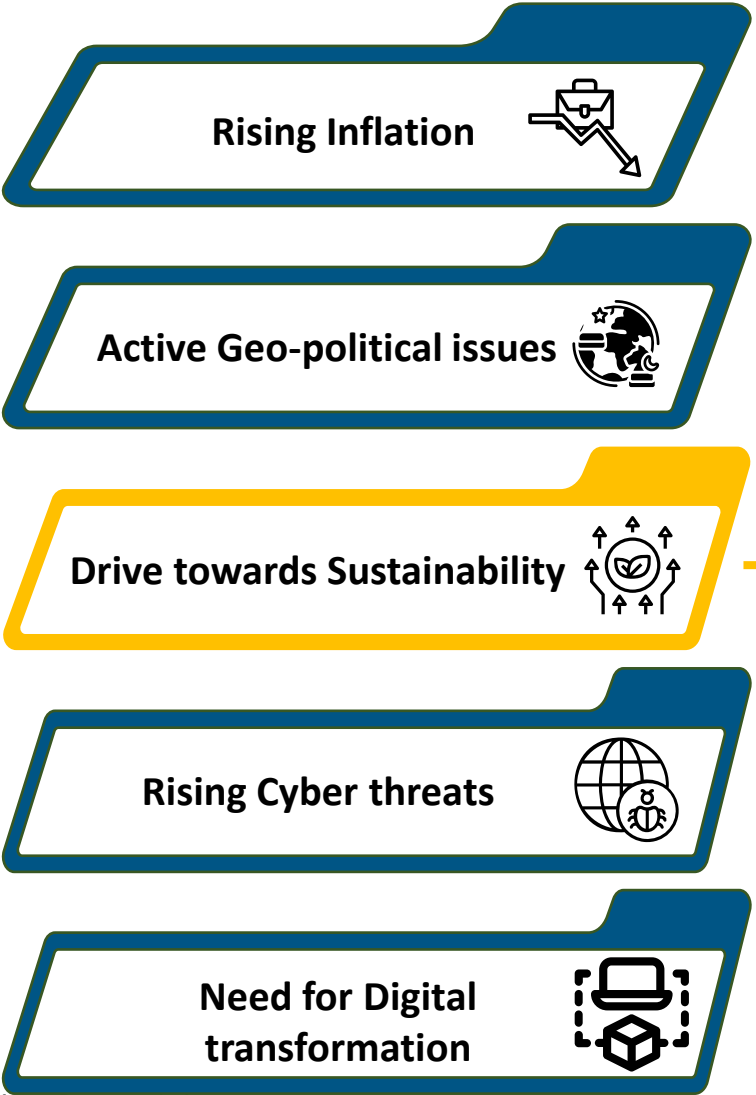 Rising Inflation
Active Geo-political issues
Drive towards Sustainability
Rising Cyber threats
Need for Digital
transformation